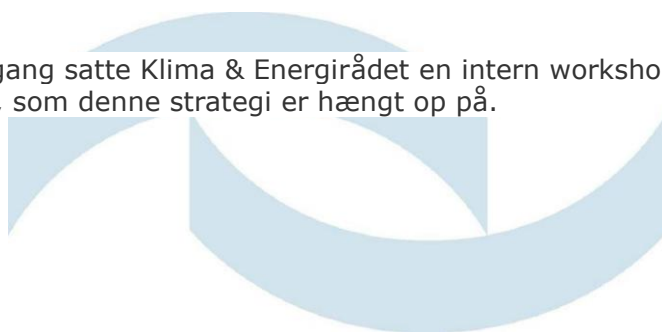 gang satte Klima & Energirådet en intern worksho
som denne strategi er hængt op på.